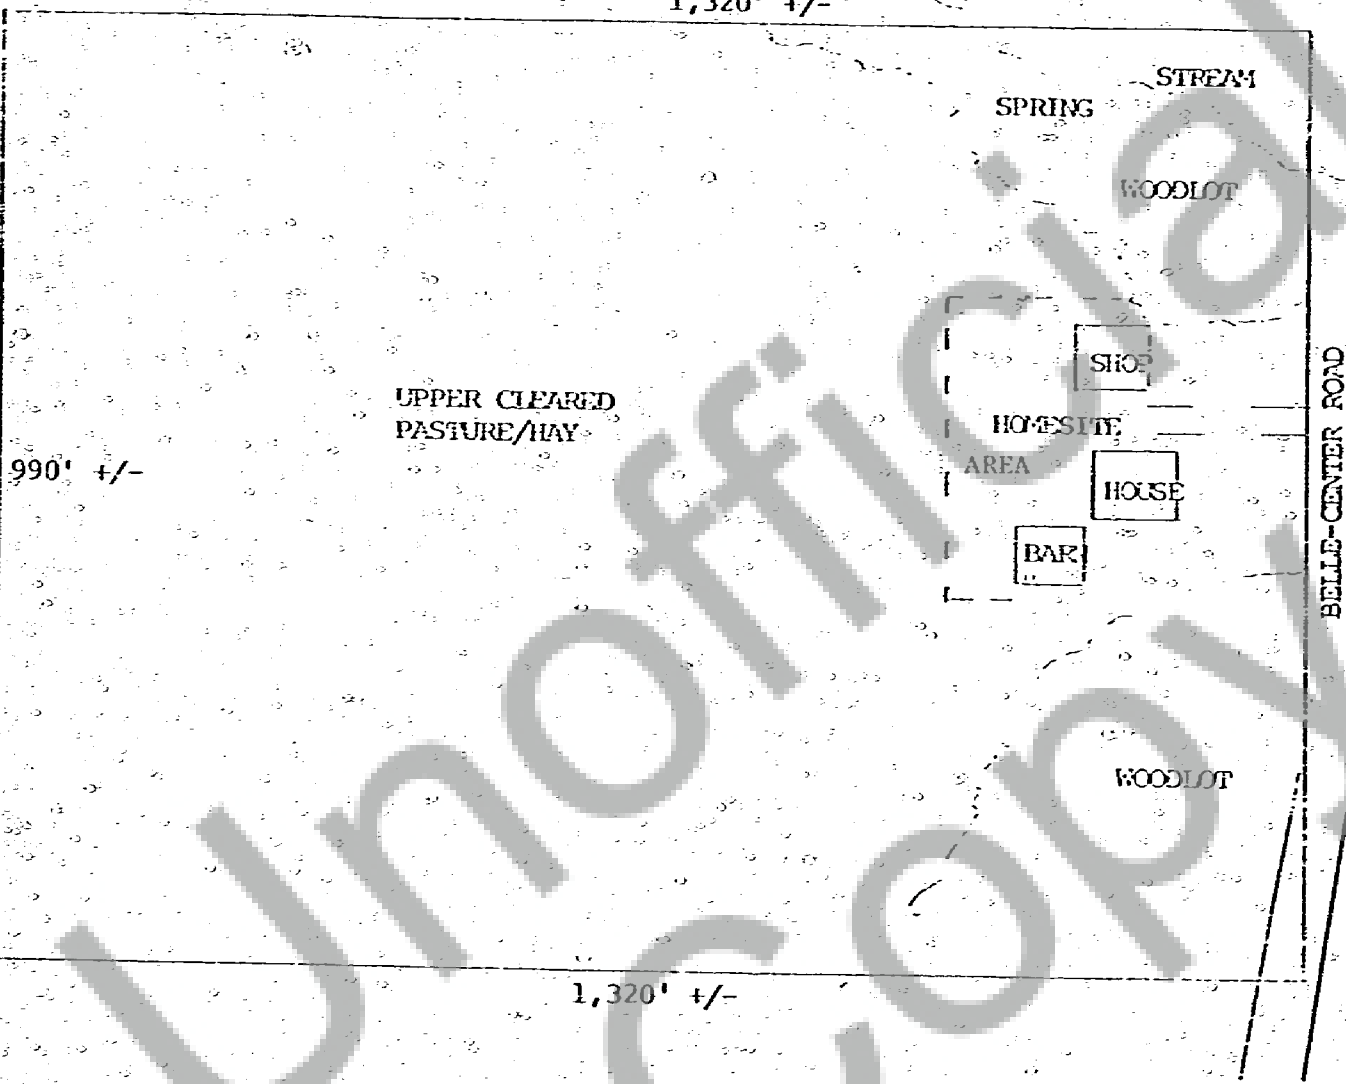 1,320' +/-
STREAM
SPRING
WOODLOT
SHOP
UPPER CLEARED
PASTURE/HAY
HOMESITE
AREA
990' +/-
HOUSE
BARN
BELLE-CENTER ROAD
WOODLOT
1,320' +/-
Unofficial
Copy